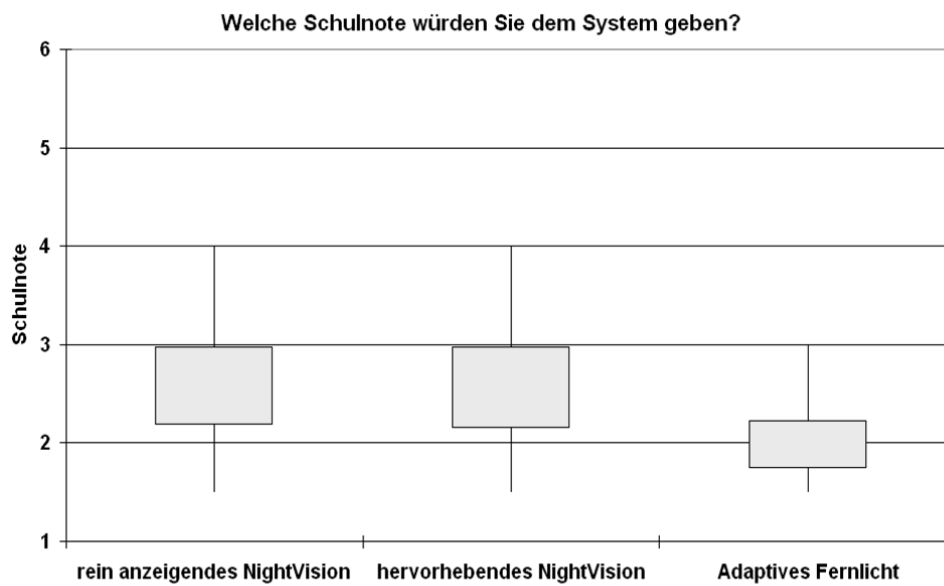 Welche Schulnote würden Sie dem System geben?
6
5
4
3
2
1
Schulnote
rein anzeigendes NightVision
hervorhebendes NightVision
Adaptives Fernlicht